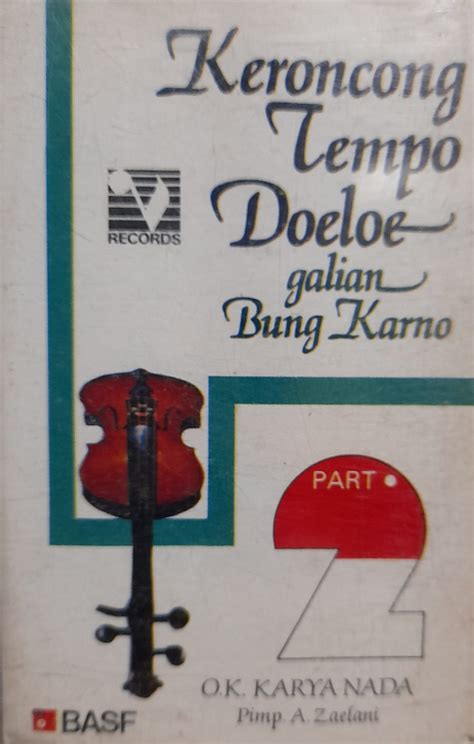 Keroncong
Tempo
Doeloe
galian
Bung Karno
RECORDS
PART
2
O.K. KARYA NADA
Pimp. A. Zaelani
BASF